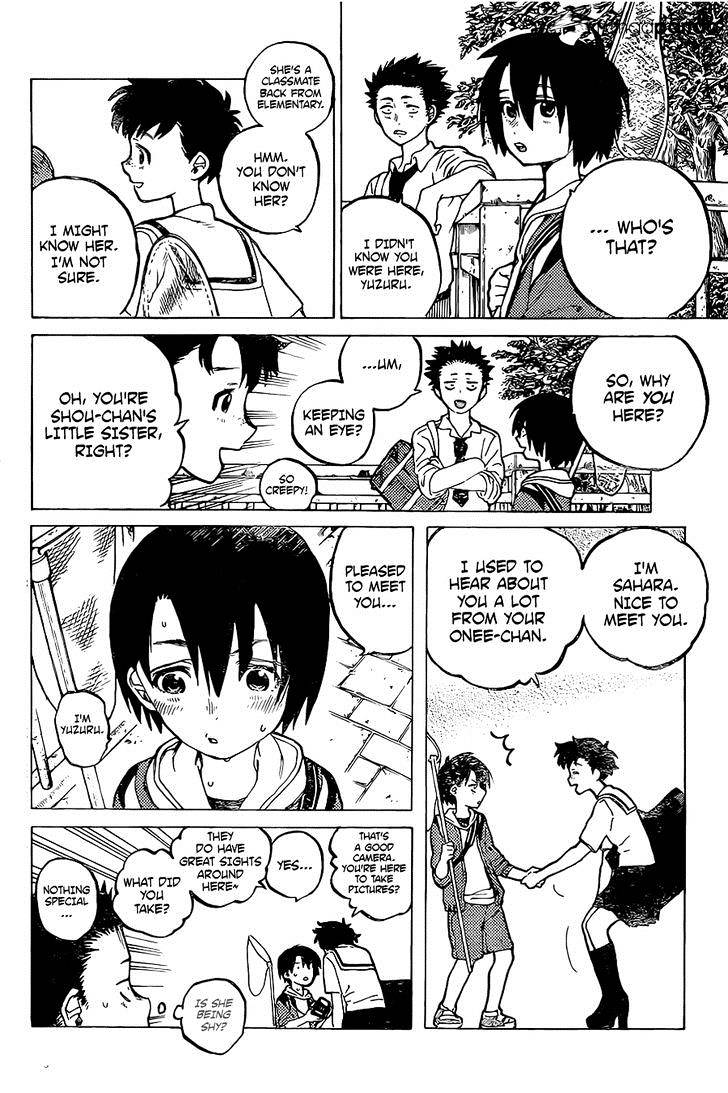 ... WHO'S
THAT?
I DIDN'T
KNOW YOU
WERE HERE,
YUZURU.
SHE'S A
CLASSMATE
BACK FROM
ELEMENTARY.
HMM.
YOU DON'T
KNOW
HER?
I MIGHT
KNOW HER.
I'M NOT
SURE.
SO, WHY
ARE YOU
HERE?
...UM,
KEEPING
AN EYE?
SO
CREEPY!
OH, YOU'RE
SHOU-CHAN'S
LITTLE SISTER,
RIGHT?
I'M
SAHARA.
NICE TO
MEET YOU.
I USED TO
HEAR ABOUT
YOU A LOT
FROM YOUR
ONEE-CHAN.
PLEASED
TO MEET
YOU...
I'M
YUZURU.
THAT'S
A GOOD
CAMERA.
YOU'RE HERE
TO TAKE
PICTURES?
YES...
THEY
DO HAVE
GREAT SIGHTS
AROUND
HERE~
WHAT DID
YOU
TAKE?
NOTHING
SPECIAL
...
IS SHE
BEING
SHY?